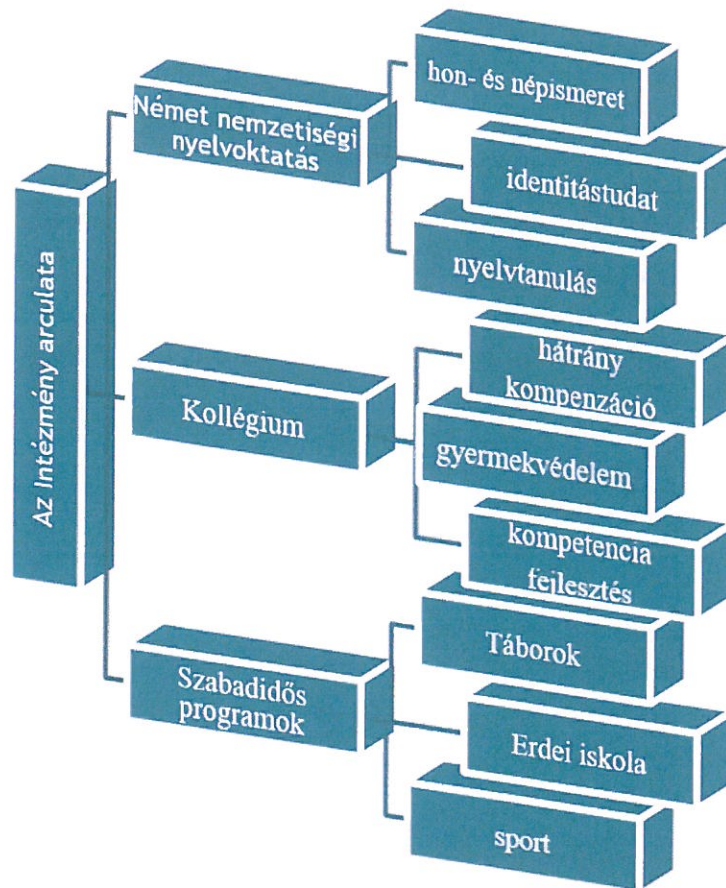 Az Intézmény arculata
Német nemzetiségi
nyelvoktatás
hon- és népismeret
identitástudat
nyelvtanulás
Kollégium
hátrány
kompenzáció
gyermekvédelem
kompetencia
fejlesztés
Szabadidős
programok
Táborok
Erdei iskola
sport